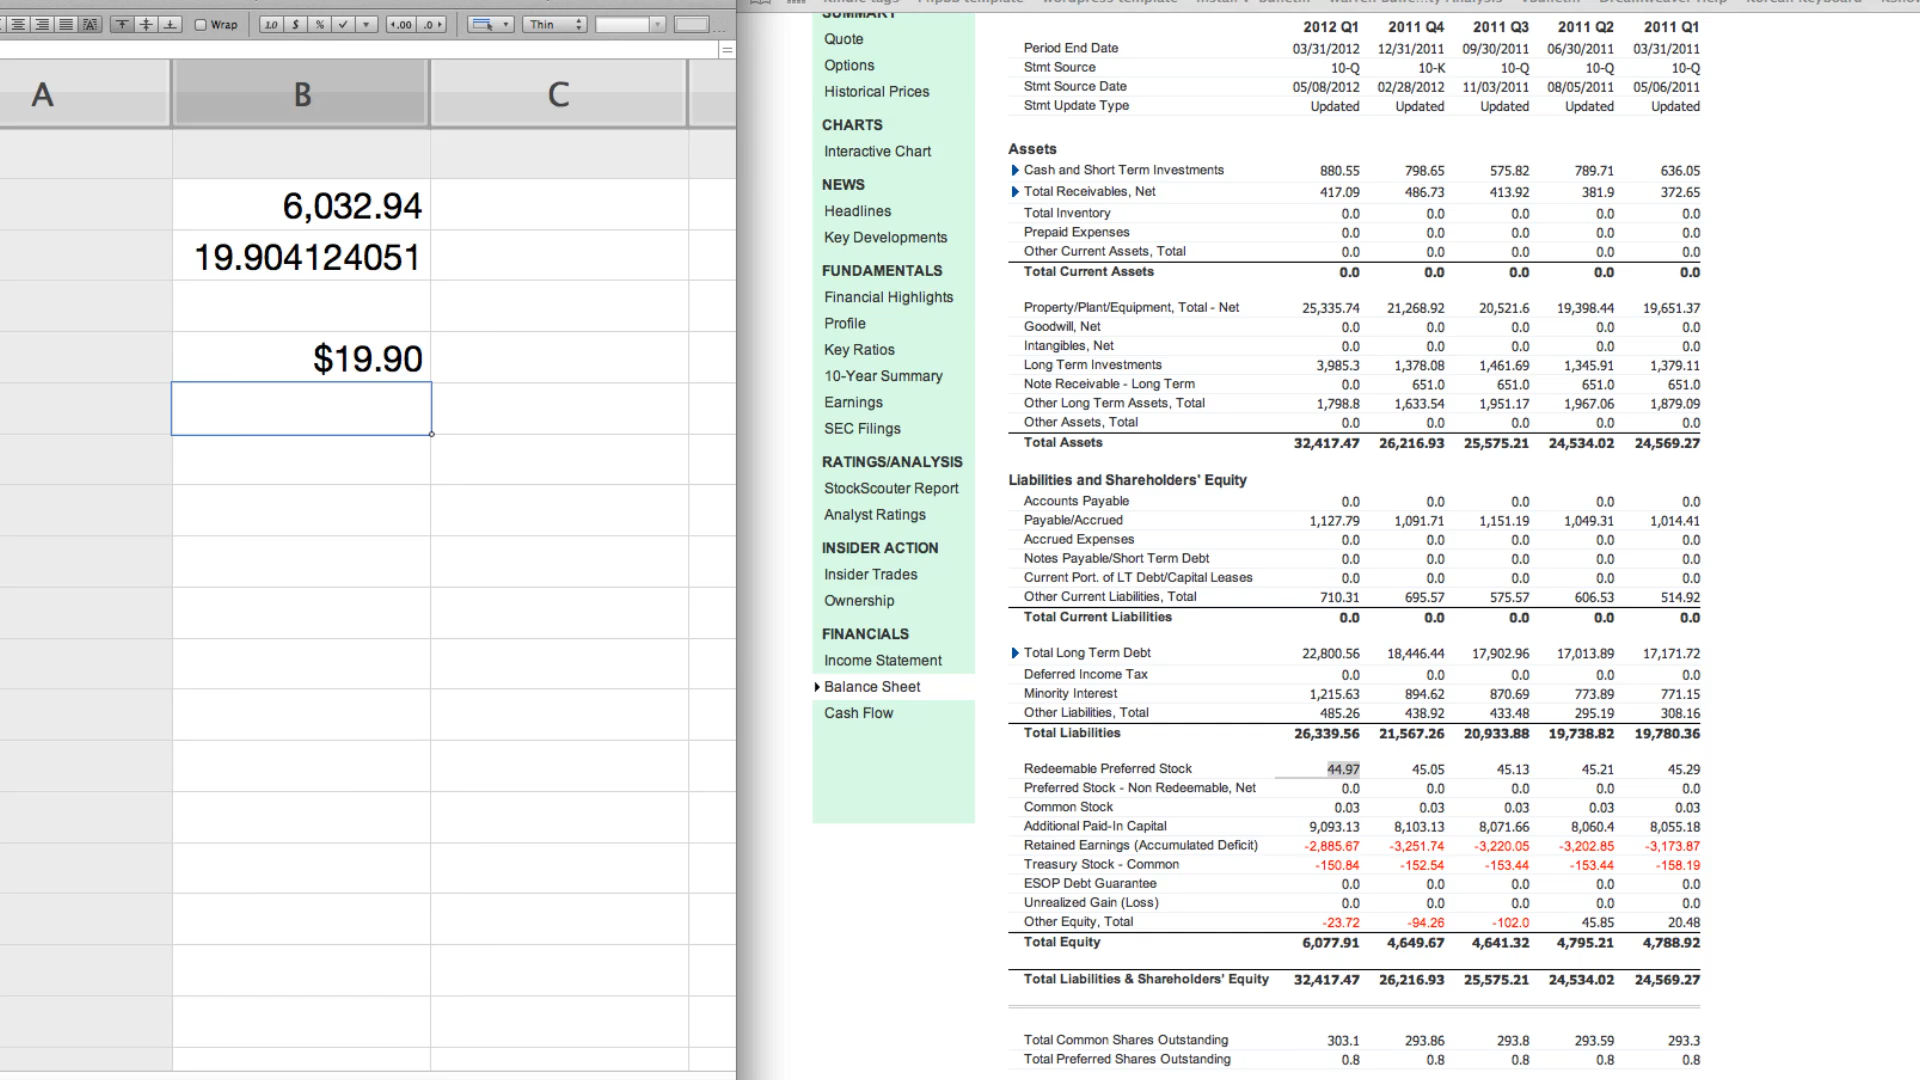 Wrap
1.0 $ % ✓ ▾
.00 .0
Thin
A B C
6,032.94
19.904124051
$19.90
SUMMARY
Quote
Options
Historical Prices
CHARTS
Interactive Chart
NEWS
Headlines
Key Developments
FUNDAMENTALS
Financial Highlights
Profile
Key Ratios
10-Year Summary
Earnings
SEC Filings
RATINGS/ANALYSIS
StockScouter Report
Analyst Ratings
INSIDER ACTION
Insider Trades
Ownership
FINANCIALS
Income Statement
Balance Sheet
Cash Flow
2012 Q1 2011 Q4 2011 Q3 2011 Q2 2011 Q1
Period End Date 03/31/2012 12/31/2011 09/30/2011 06/30/2011 03/31/2011
Stmt Source 10-Q 10-K 10-Q 10-Q 10-Q
Stmt Source Date 05/08/2012 02/28/2012 11/03/2011 08/05/2011 05/06/2011
Stmt Update Type Updated Updated Updated Updated Updated
Assets
Cash and Short Term Investments 880.55 798.65 575.82 789.71 636.05
Total Receivables, Net 417.09 486.73 413.92 381.9 372.65
Total Inventory 0.0 0.0 0.0 0.0 0.0
Prepaid Expenses 0.0 0.0 0.0 0.0 0.0
Other Current Assets, Total 0.0 0.0 0.0 0.0 0.0
Total Current Assets 0.0 0.0 0.0 0.0 0.0
Property/Plant/Equipment, Total - Net 25,335.74 21,268.92 20,521.6 19,398.44 19,651.37
Goodwill, Net 0.0 0.0 0.0 0.0 0.0
Intangibles, Net 0.0 0.0 0.0 0.0 0.0
Long Term Investments 3,985.3 1,378.08 1,461.69 1,345.91 1,379.11
Note Receivable - Long Term 0.0 651.0 651.0 651.0 651.0
Other Long Term Assets, Total 1,798.8 1,633.54 1,951.17 1,967.06 1,879.09
Other Assets, Total 0.0 0.0 0.0 0.0 0.0
Total Assets 32,417.47 26,216.93 25,575.21 24,534.02 24,569.27
Liabilities and Shareholders' Equity
Accounts Payable 0.0 0.0 0.0 0.0 0.0
Payable/Accrued 1,127.79 1,091.71 1,151.19 1,049.31 1,014.41
Accrued Expenses 0.0 0.0 0.0 0.0 0.0
Notes Payable/Short Term Debt 0.0 0.0 0.0 0.0 0.0
Current Port. of LT Debt/Capital Leases 0.0 0.0 0.0 0.0 0.0
Other Current Liabilities, Total 710.31 695.57 575.57 606.53 514.92
Total Current Liabilities 0.0 0.0 0.0 0.0 0.0
Total Long Term Debt 22,800.56 18,446.44 17,902.96 17,013.89 17,171.72
Deferred Income Tax 0.0 0.0 0.0 0.0 0.0
Minority Interest 1,215.63 894.62 870.69 773.89 771.15
Other Liabilities, Total 485.26 438.92 433.48 295.19 308.16
Total Liabilities 26,339.56 21,567.26 20,933.88 19,738.82 19,780.36
Redeemable Preferred Stock 44.97 45.05 45.13 45.21 45.29
Preferred Stock - Non Redeemable, Net 0.0 0.0 0.0 0.0 0.0
Common Stock 0.03 0.03 0.03 0.03 0.03
Additional Paid-In Capital 9,093.13 8,103.13 8,071.66 8,060.4 8,055.18
Retained Earnings (Accumulated Deficit) -2,885.67 -3,251.74 -3,220.05 -3,202.85 -3,173.87
Treasury Stock - Common -150.84 -152.54 -153.44 -153.44 -158.19
ESOP Debt Guarantee 0.0 0.0 0.0 0.0 0.0
Unrealized Gain (Loss) 0.0 0.0 0.0 0.0 0.0
Other Equity, Total -23.72 -94.26 -102.0 45.85 20.48
Total Equity 6,077.91 4,649.67 4,641.32 4,795.21 4,788.92
Total Liabilities & Shareholders' Equity 32,417.47 26,216.93 25,575.21 24,534.02 24,569.27
Total Common Shares Outstanding 303.1 293.86 293.8 293.59 293.3
Total Preferred Shares Outstanding 0.8 0.8 0.8 0.8 0.8